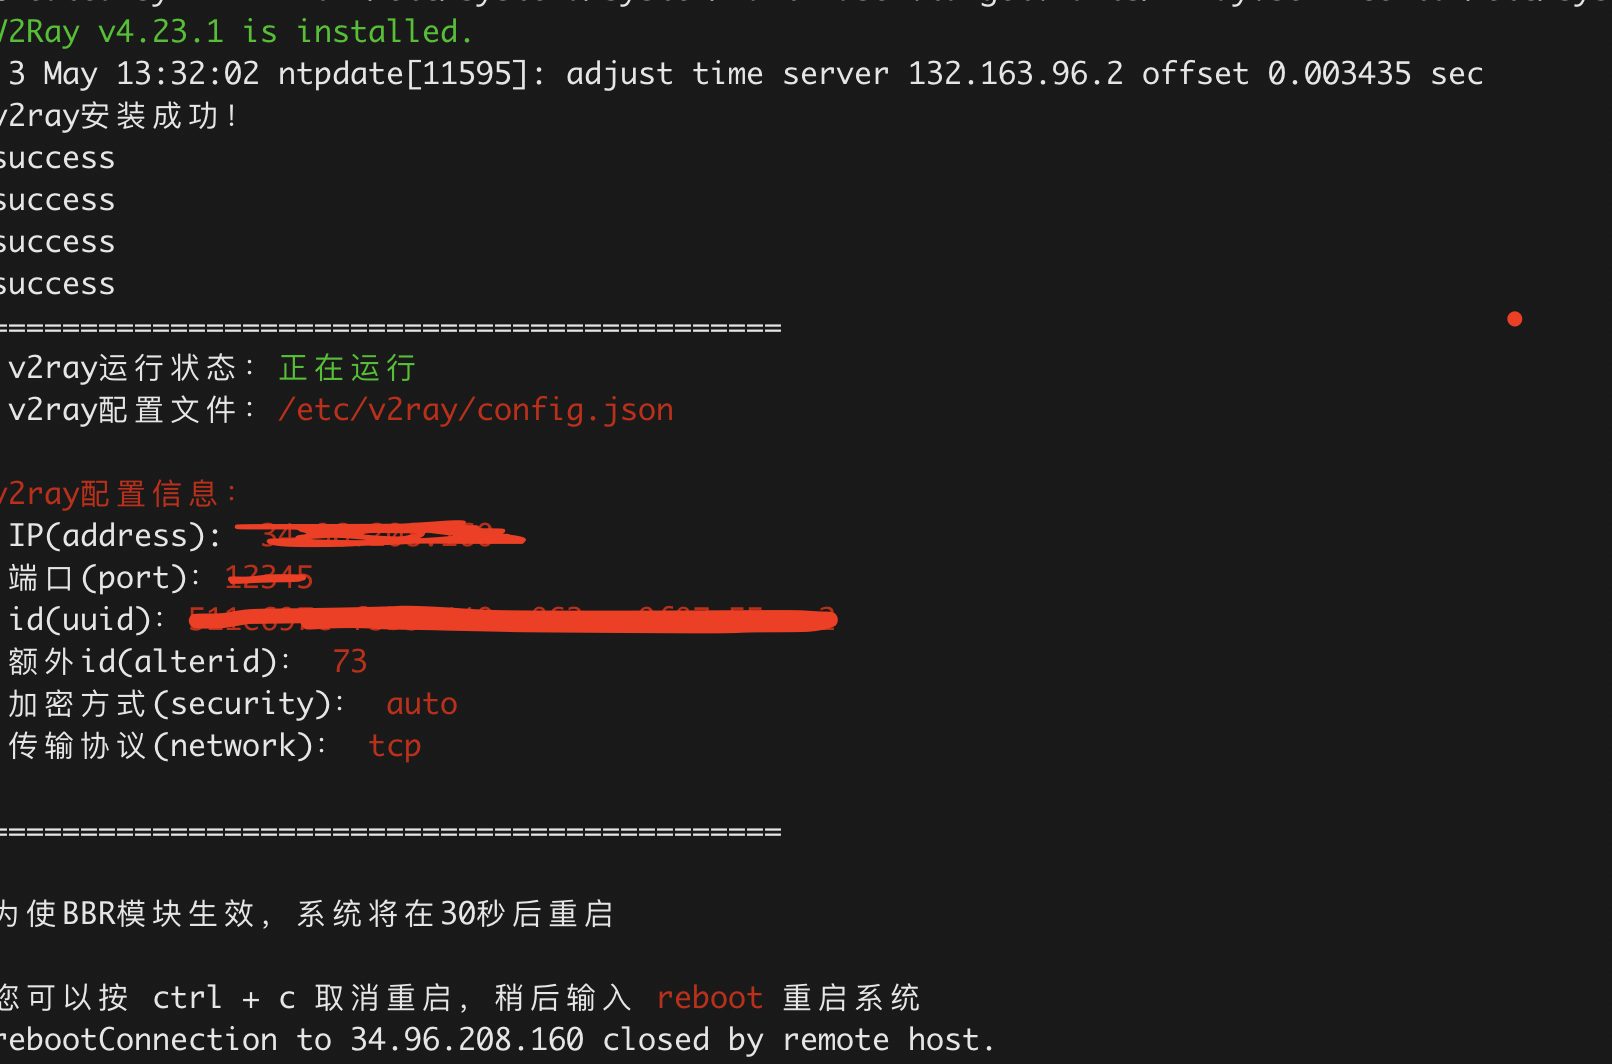 V2Ray v4.23.1 is installed.
3 May 13:32:02 ntpdate[11595]: adjust time server 132.163.96.2 offset 0.003435 sec
v2ray安装成功!
success
success
success
success
===========================================
v2ray运行状态: 正在运行
v2ray配置文件: /etc/v2ray/config.json
v2ray配置信息:
IP(address):
端口(port): 12345
id(uuid):
额外id(alterid): 73
加密方式(security): auto
传输协议(network): tcp
===========================================
为使BBR模块生效, 系统将在30秒后重启
您可以按 ctrl + c 取消重启, 稍后输入 reboot 重启系统
rebootConnection to 34.96.208.160 closed by remote host.